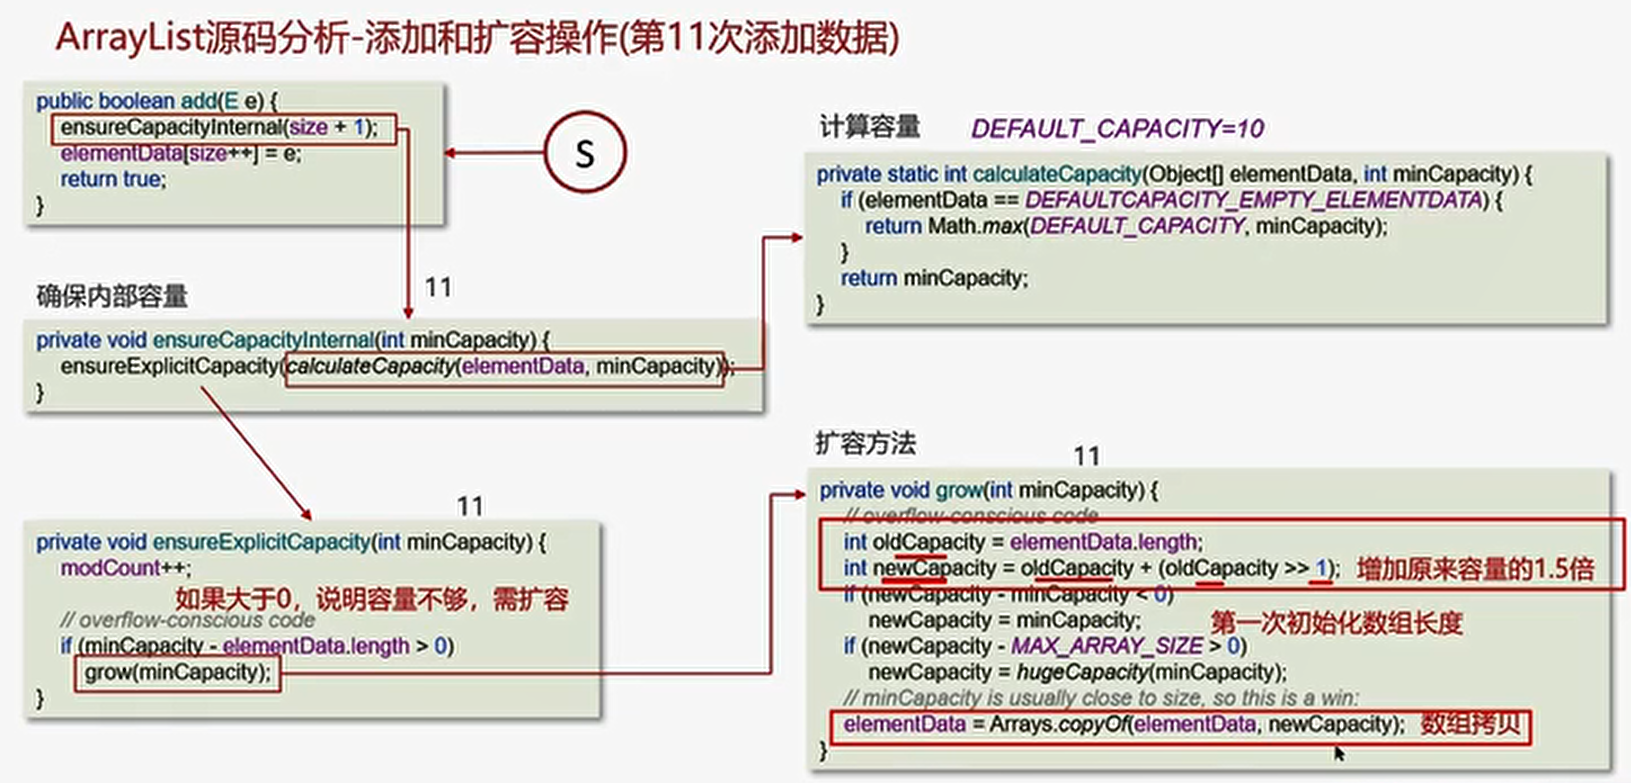 ArrayList源码分析-添加和扩容操作(第11次添加数据)
public boolean add(E e) {
ensureCapacityInternal(size + 1);
elementData[size++] = e;
return true;
}
S
11
确保内部容量
private void ensureCapacityInternal(int minCapacity) {
ensureExplicitCapacity(calculateCapacity(elementData, minCapacity));
}
计算容量 DEFAULT_CAPACITY=10
private static int calculateCapacity(Object[] elementData, int minCapacity) {
if (elementData == DEFAULTCAPACITY_EMPTY_ELEMENTDATA) {
return Math.max(DEFAULT_CAPACITY, minCapacity);
}
return minCapacity;
}
11
private void ensureExplicitCapacity(int minCapacity) {
modCount++;
如果大于0，说明容量不够，需扩容
// overflow-conscious code
if (minCapacity - elementData.length > 0)
grow(minCapacity);
}
扩容方法
11
private void grow(int minCapacity) {
// overflow-conscious code
int oldCapacity = elementData.length;
int newCapacity = oldCapacity + (oldCapacity >> 1); 增加原来容量的1.5倍
if (newCapacity - minCapacity < 0)
newCapacity = minCapacity; 第一次初始化数组长度
if (newCapacity - MAX_ARRAY_SIZE > 0)
newCapacity = hugeCapacity(minCapacity);
// minCapacity is usually close to size, so this is a win:
elementData = Arrays.copyOf(elementData, newCapacity); 数组拷贝
}